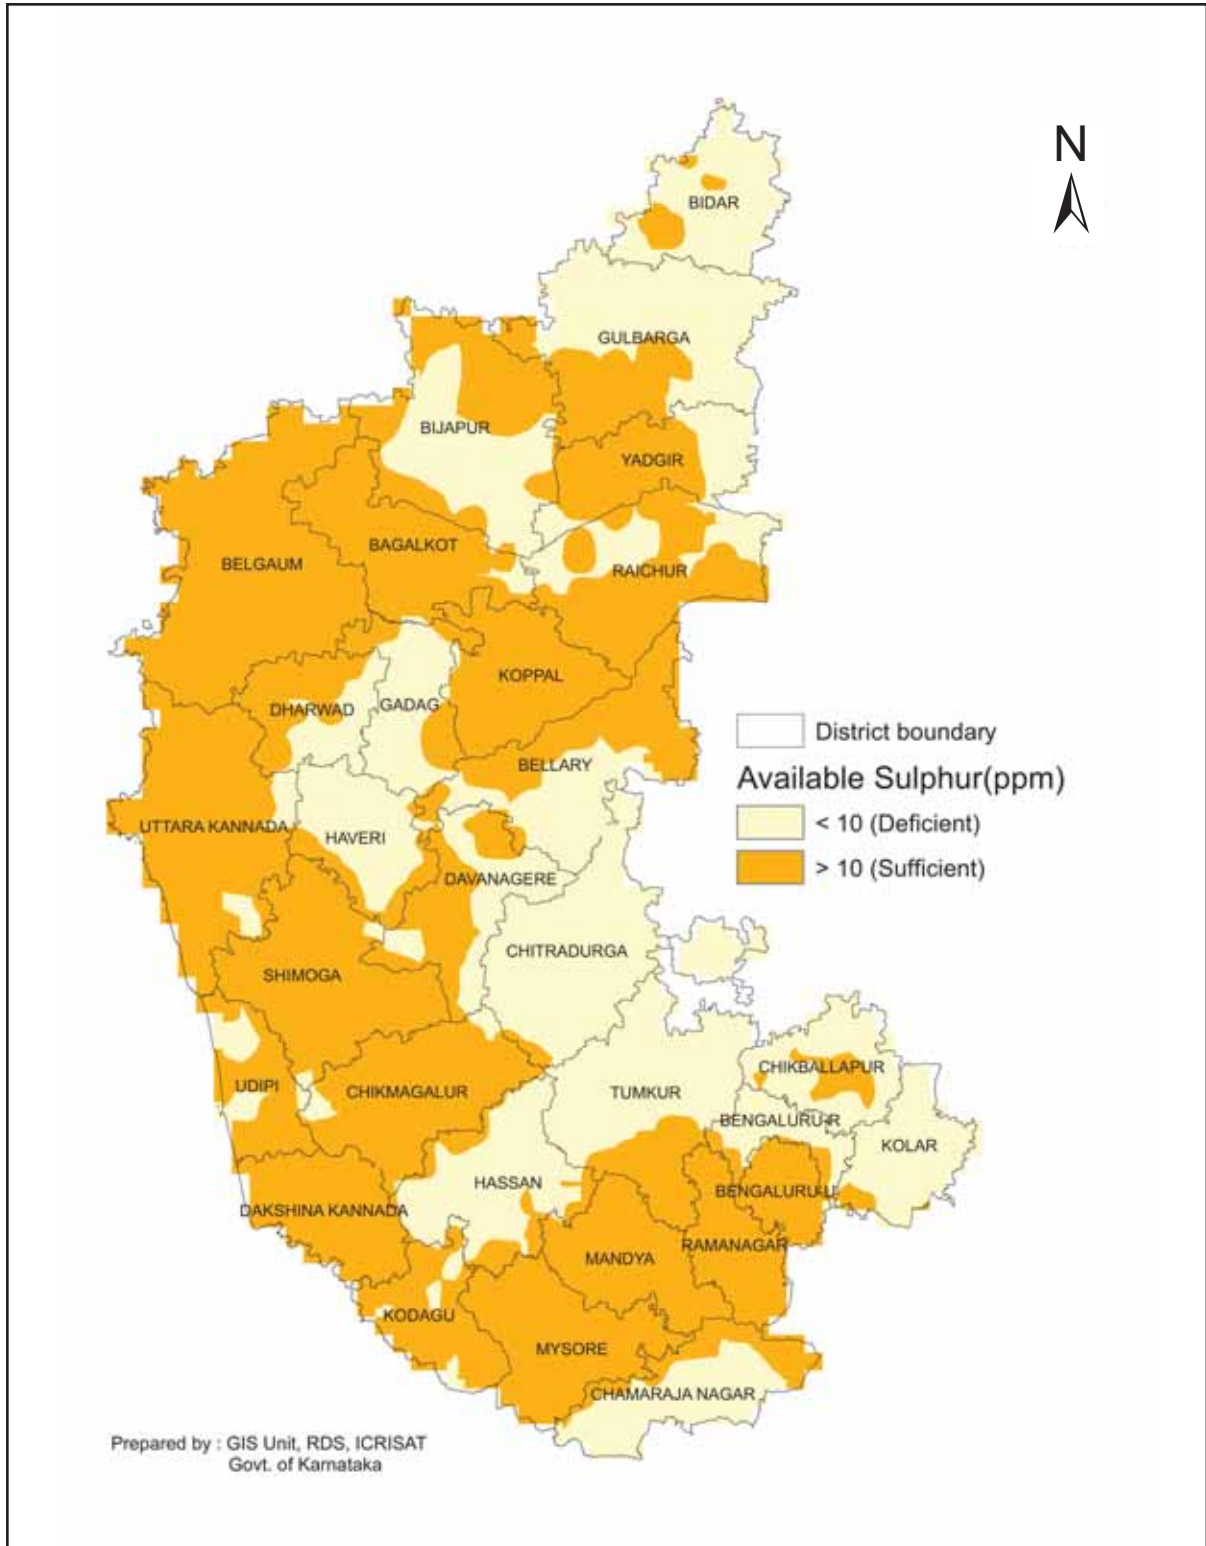 N
BIDAR
GULBARGA
BIJAPUR
YADGIR
BAGALKOT
BELGAUM
RAICHUR
KOPPAL
DHARWAD
GADAG
District boundary
BELLARY
Available Sulphur(ppm)
< 10 (Deficient)
UTTARA KANNADA
HAVERI
> 10 (Sufficient)
DAVANAGERE
CHITRADURGA
SHIMOGA
CHIKBALLAPUR
UDIPI
CHIKMAGALUR
TUMKUR
BENGALURU-R
KOLAR
HASSAN
BENGALURU-U
DAKSHINA KANNADA
RAMANAGAR
MANDYA
KODAGU
MYSORE
CHAMARAJA NAGAR
Prepared by : GIS Unit, RDS, ICRISAT
Govt. of Karnataka